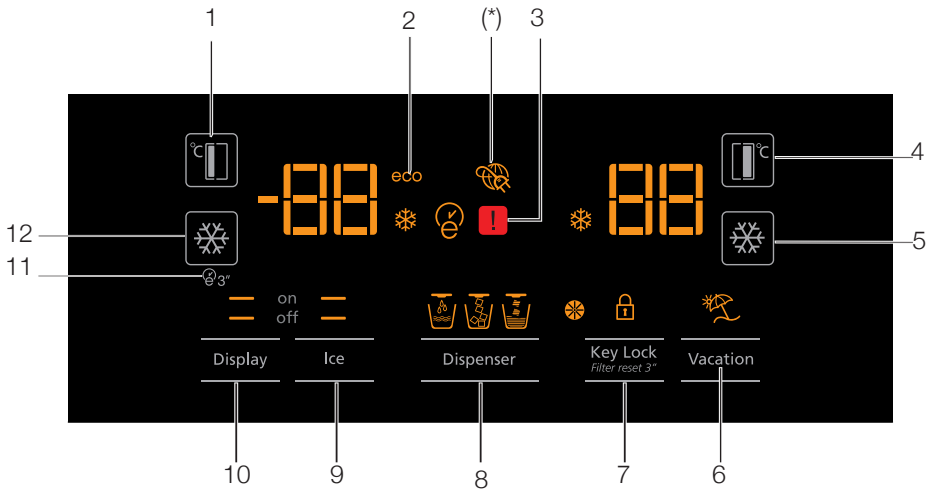 1
2
(*)
3
°C
-88
eco
88
°C
4
12
e
!
5
11
e 3"
on
off
Display
Ice
Dispenser
Key Lock
Filter reset 3"
Vacation
10
9
8
7
6